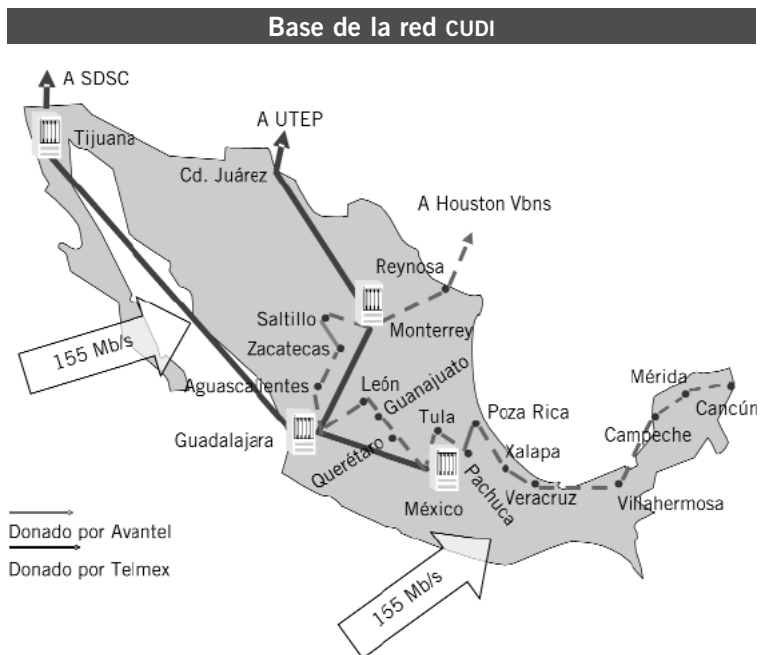 Base de la red CUDI
A SDSC
Tijuana
A UTEP
Cd. Juárez
A Houston Vbns
Reynosa
Saltillo
Monterrey
Zacatecas
155 Mb/s
Aguascalientes
León
Guanajuato
Mérida
Cancún
Tula
Poza Rica
Campeche
Guadalajara
Querétaro
Xalapa
Pachuca
Veracruz
Villahermosa
México
Donado por Avantel
Donado por Telmex
155 Mb/s